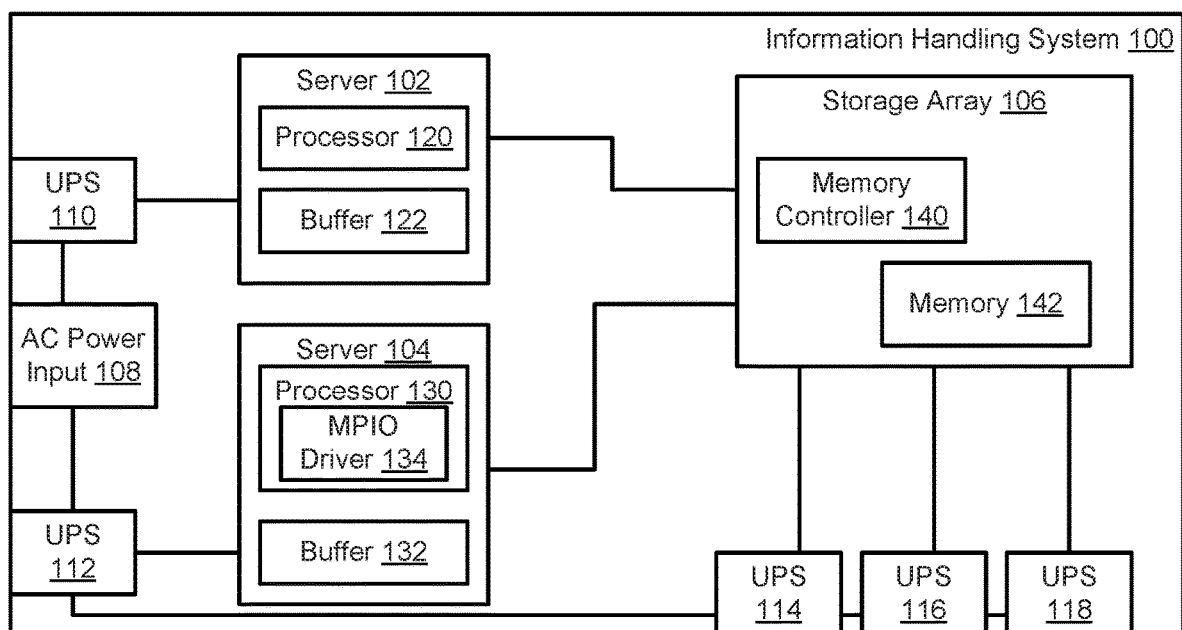 Information Handling System 100
Server 102
Processor 120
Buffer 122
Storage Array 106
Memory
Controller 140
Memory 142
UPS
110
AC Power
Input 108
Server 104
Processor 130
MPIO
Driver 134
Buffer 132
UPS
112
UPS
114
UPS
116
UPS
118